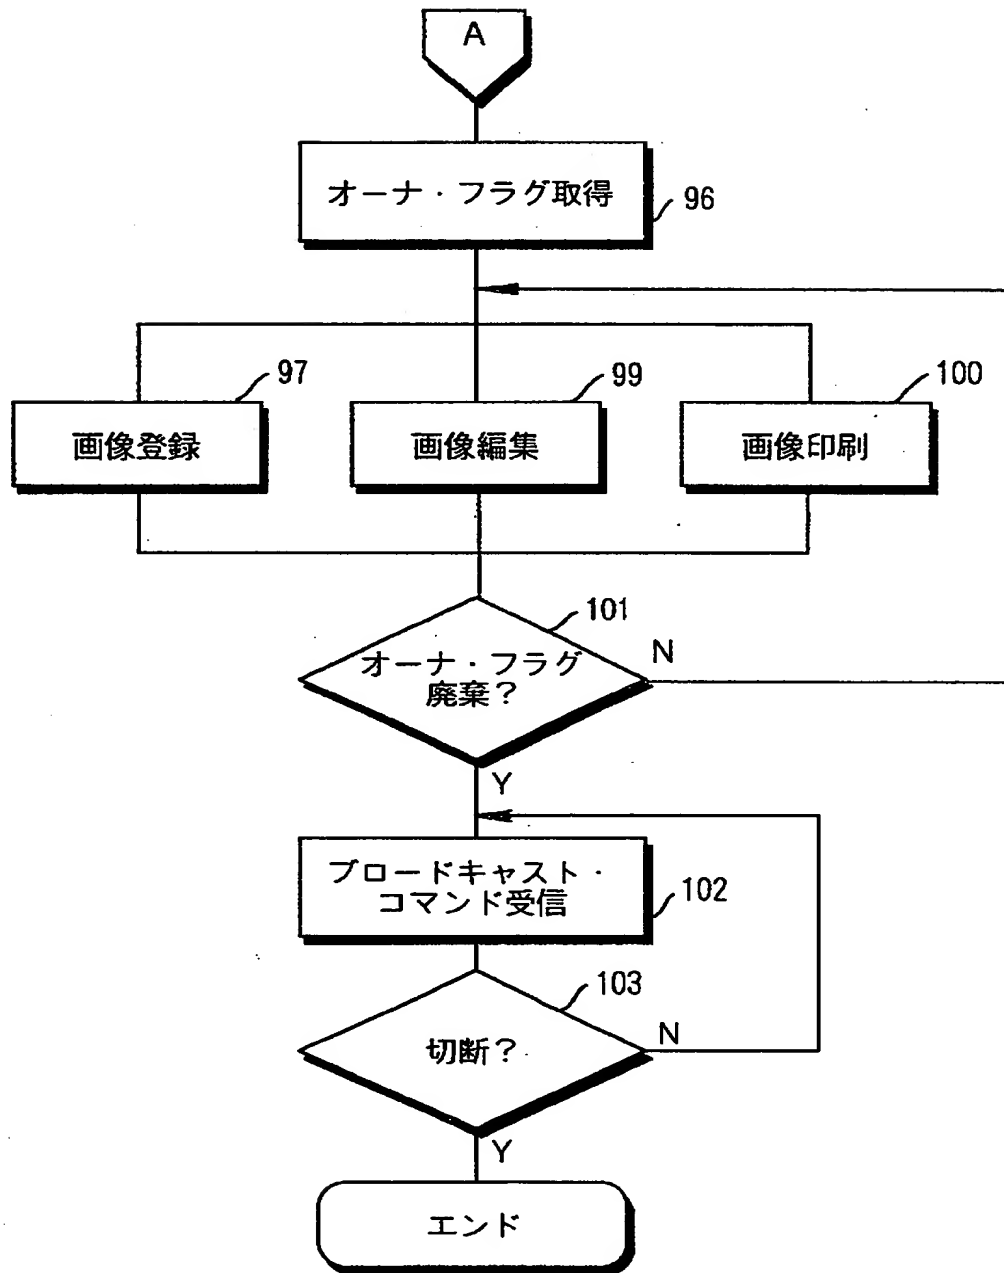 A
オーナ・フラグ取得
96
97
99
100
画像登録
画像編集
画像印刷
101
オーナ・フラグ
廃棄?
N
Y
ブロードキャスト・
コマンド受信
102
103
切断?
N
Y
エンド